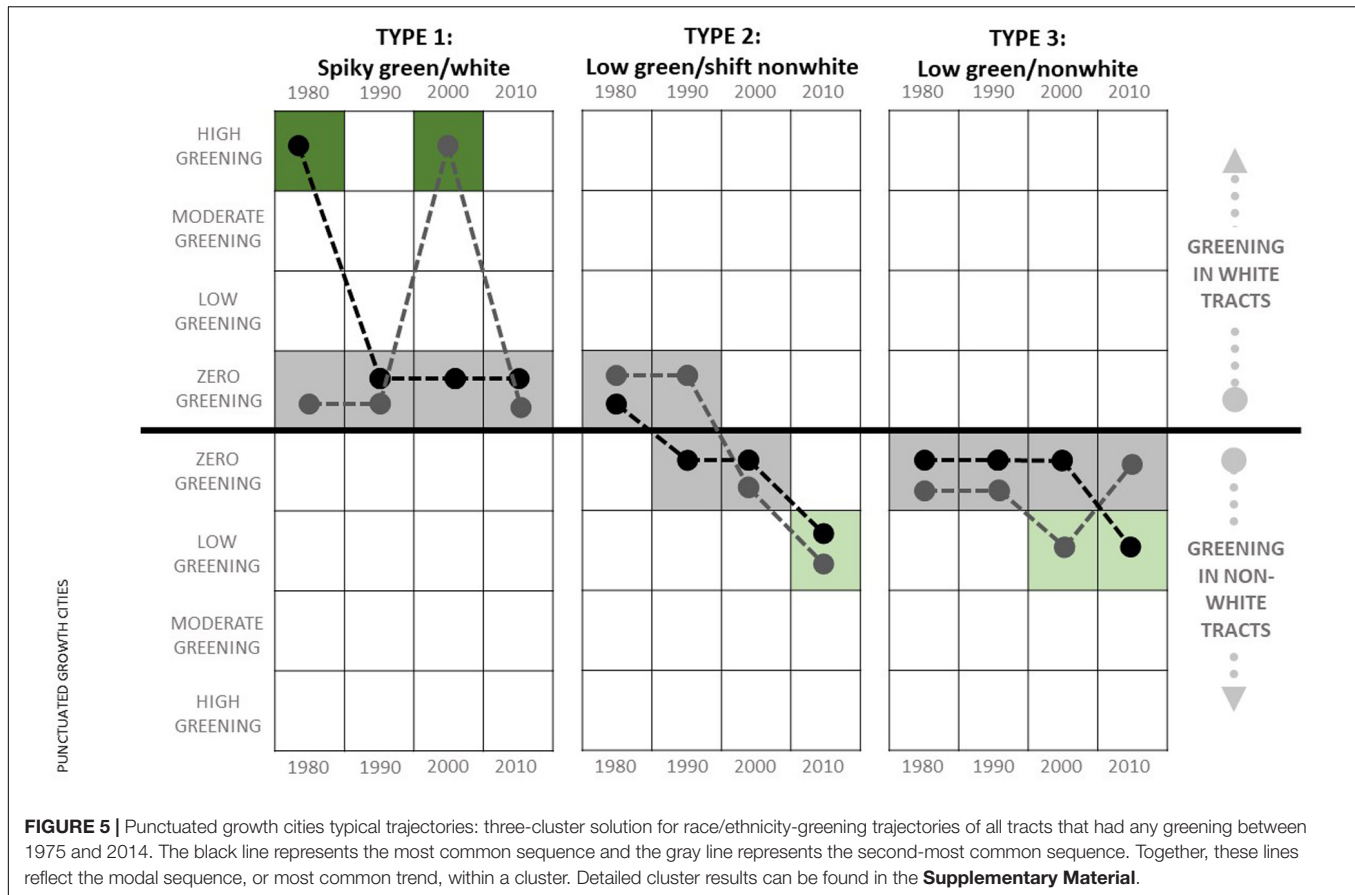 TYPE 1:
Spiky green/white
TYPE 2:
Low green/shift nonwhite
TYPE 3:
Low green/nonwhite
1980 1990 2000 2010
1980 1990 2000 2010
1980 1990 2000 2010
HIGH
GREENING
MODERATE
GREENING
LOW
GREENING
ZERO
GREENING
ZERO
GREENING
LOW
GREENING
MODERATE
GREENING
HIGH
GREENING
GREENING
IN WHITE
TRACTS
GREENING
IN NON-
WHITE
TRACTS
PUNCTUATED GROWTH CITIES
1980 1990 2000 2010
1980 1990 2000 2010
1980 1990 2000 2010
FIGURE 5 | Punctuated growth cities typical trajectories: three-cluster solution for race/ethnicity-greening trajectories of all tracts that had any greening between
1975 and 2014. The black line represents the most common sequence and the gray line represents the second-most common sequence. Together, these lines
reflect the modal sequence, or most common trend, within a cluster. Detailed cluster results can be found in the Supplementary Material.